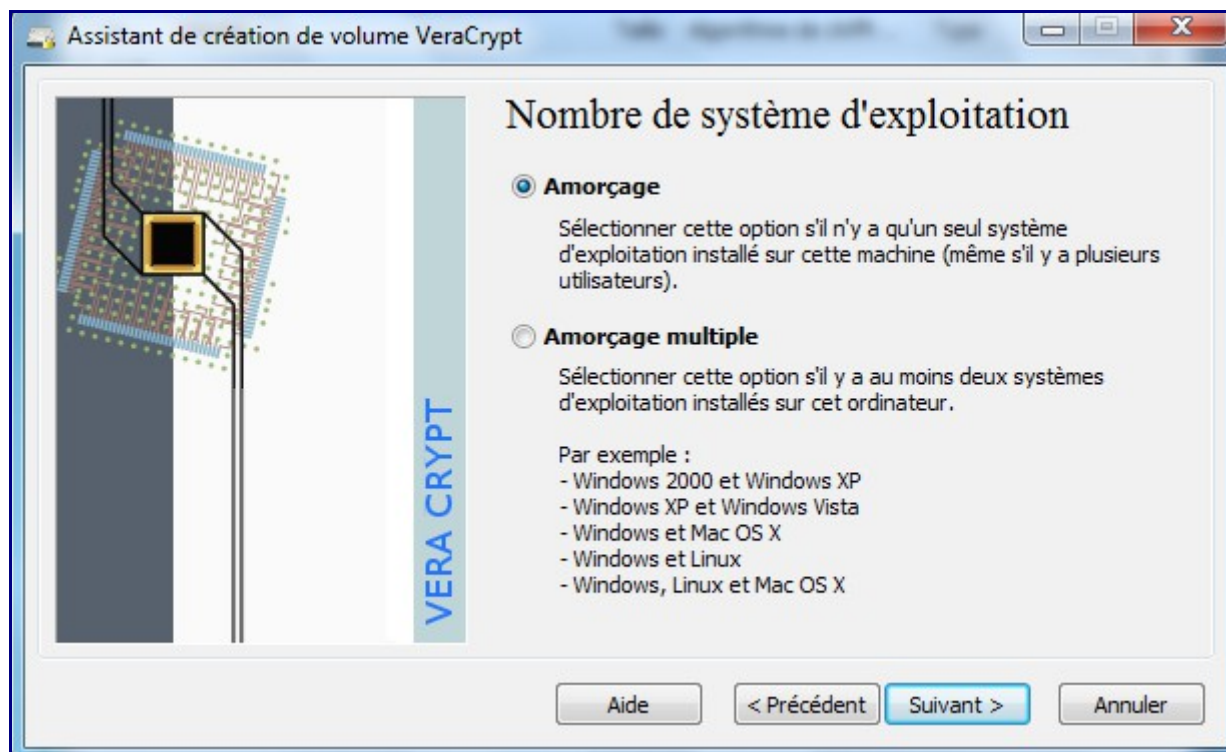 Assistant de création de volume VeraCrypt
Nombre de système d'exploitation
Amorçage
Sélectionner cette option s'il n'y a qu'un seul système
d'exploitation installé sur cette machine (même s'il y a plusieurs
utilisateurs).
Amorçage multiple
Sélectionner cette option s'il y a au moins deux systèmes
d'exploitation installés sur cet ordinateur.
Par exemple :
- Windows 2000 et Windows XP
- Windows XP et Windows Vista
- Windows et Mac OS X
- Windows et Linux
- Windows, Linux et Mac OS X
VERA CRYPT
Aide
< Précédent
Suivant >
Annuler